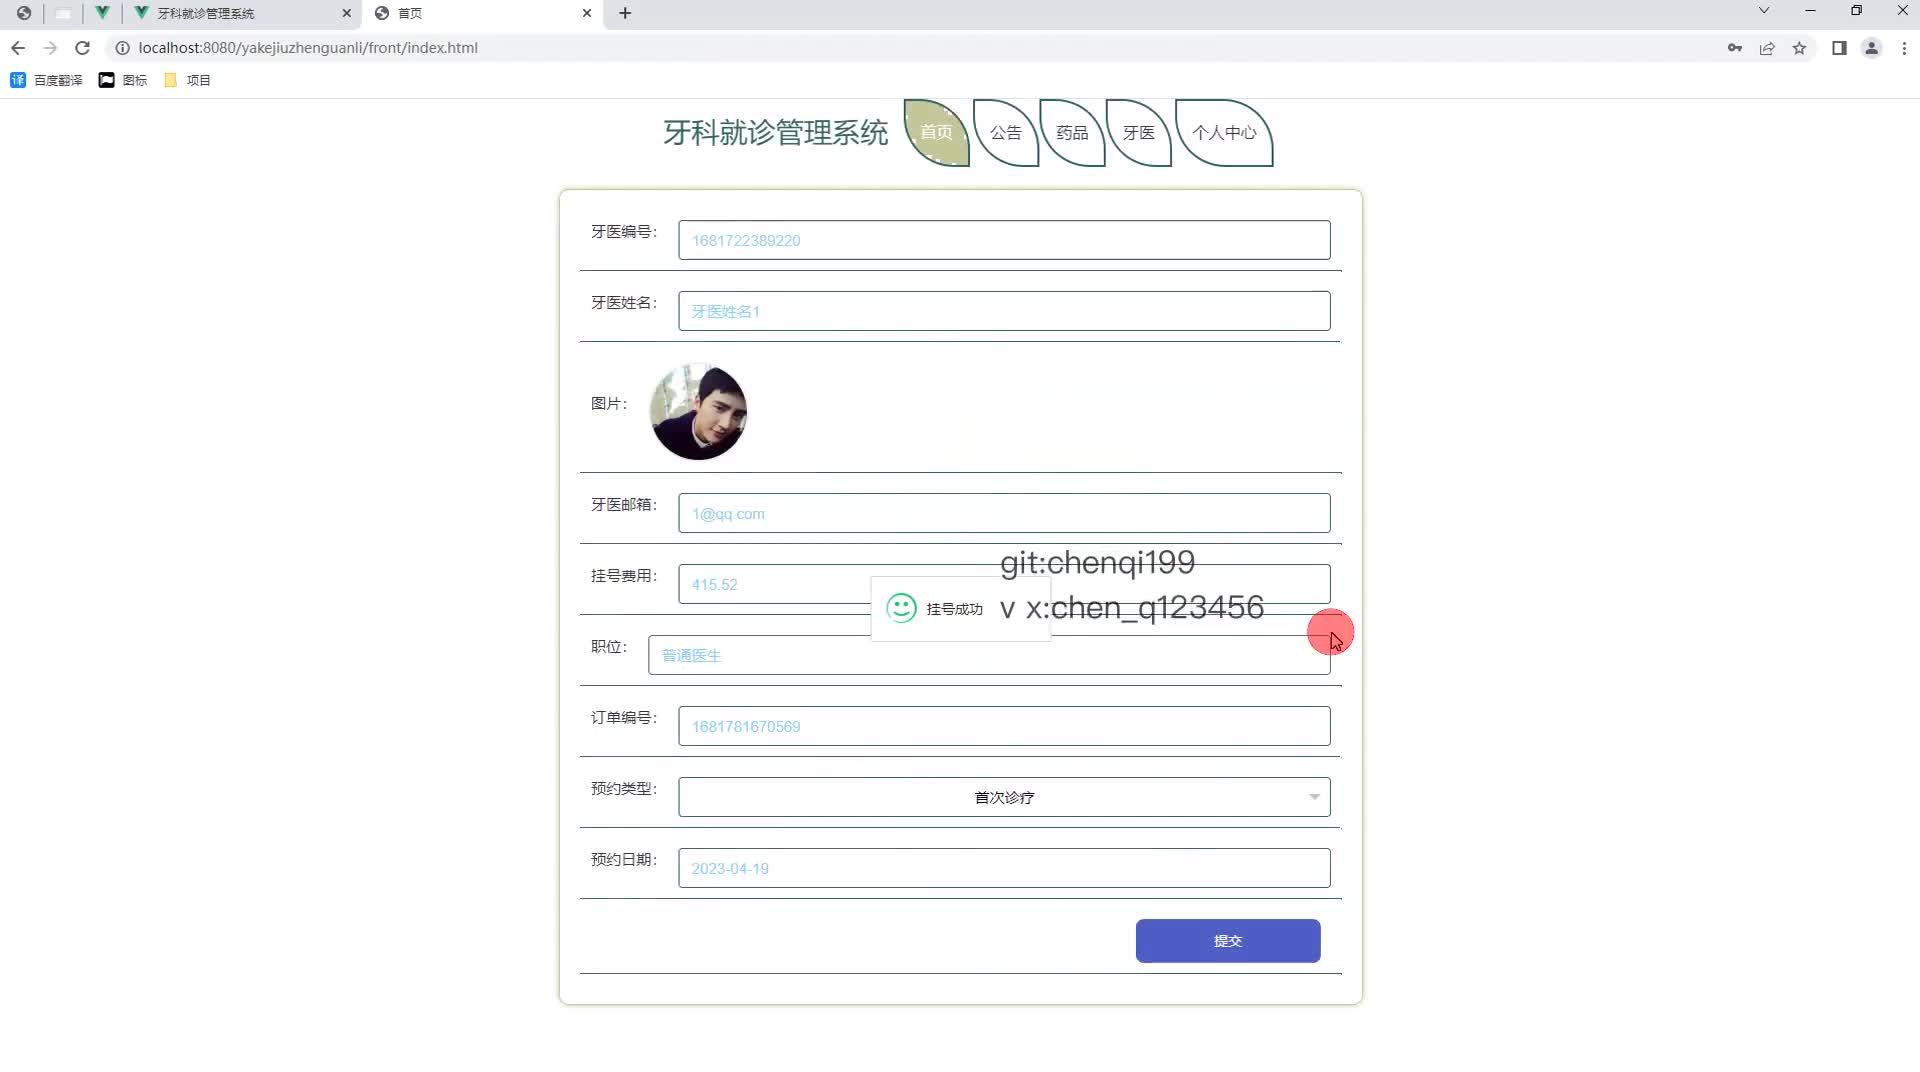 牙科就诊管理系统
首页
localhost:8080/yakejiuzhenguanli/front/index.html
百度翻译
图标
项目
牙科就诊管理系统
首页
公告
药品
牙医
个人中心
牙医编号：
1681722389220
牙医姓名：
牙医姓名1
图片：
牙医邮箱：
1@qq.com
git:chenqi199
挂号费用：
415.52
挂号成功
v x:chen_q123456
职位：
普通医生
订单编号：
1681781670569
预约类型：
首次诊疗
预约日期：
2023-04-19
提交